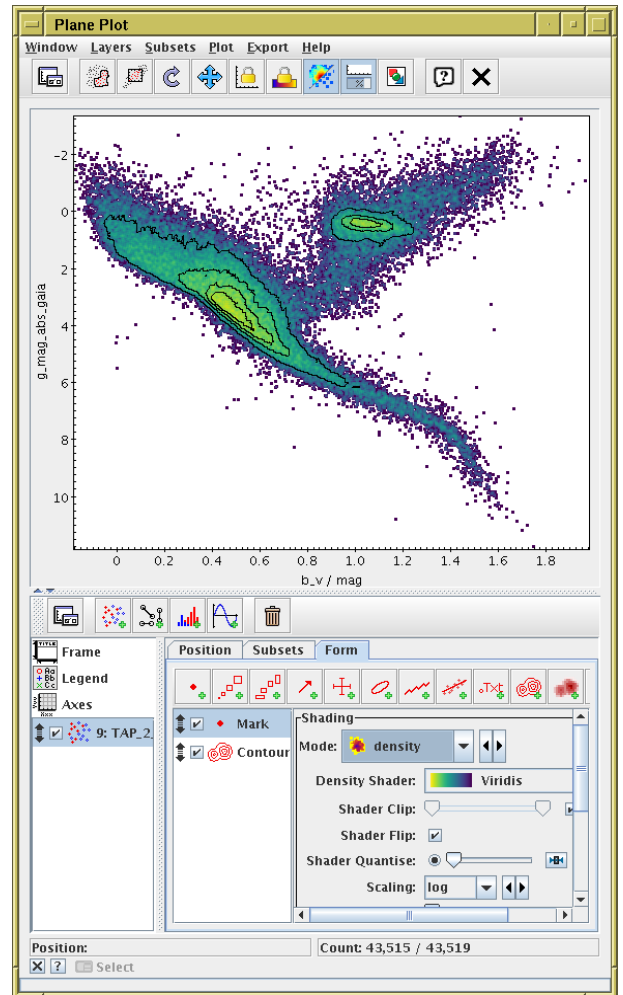 Plane Plot
Window Layers Subsets Plot Export Help
g_mag_abs_gaia
-2
0
2
4
6
8
10
0 0.2 0.4 0.6 0.8 1.0 1.2 1.4 1.6 1.8
b_v / mag
Position Subsets Form
Frame
Legend
Axes
9: TAP_2_
Mark
Contour
Shading
Mode: density
Density Shader: Viridis
Shader Clip:
Shader Flip:
Shader Quantise:
Scaling: log
Position: Count: 43,515 / 43,519
Select